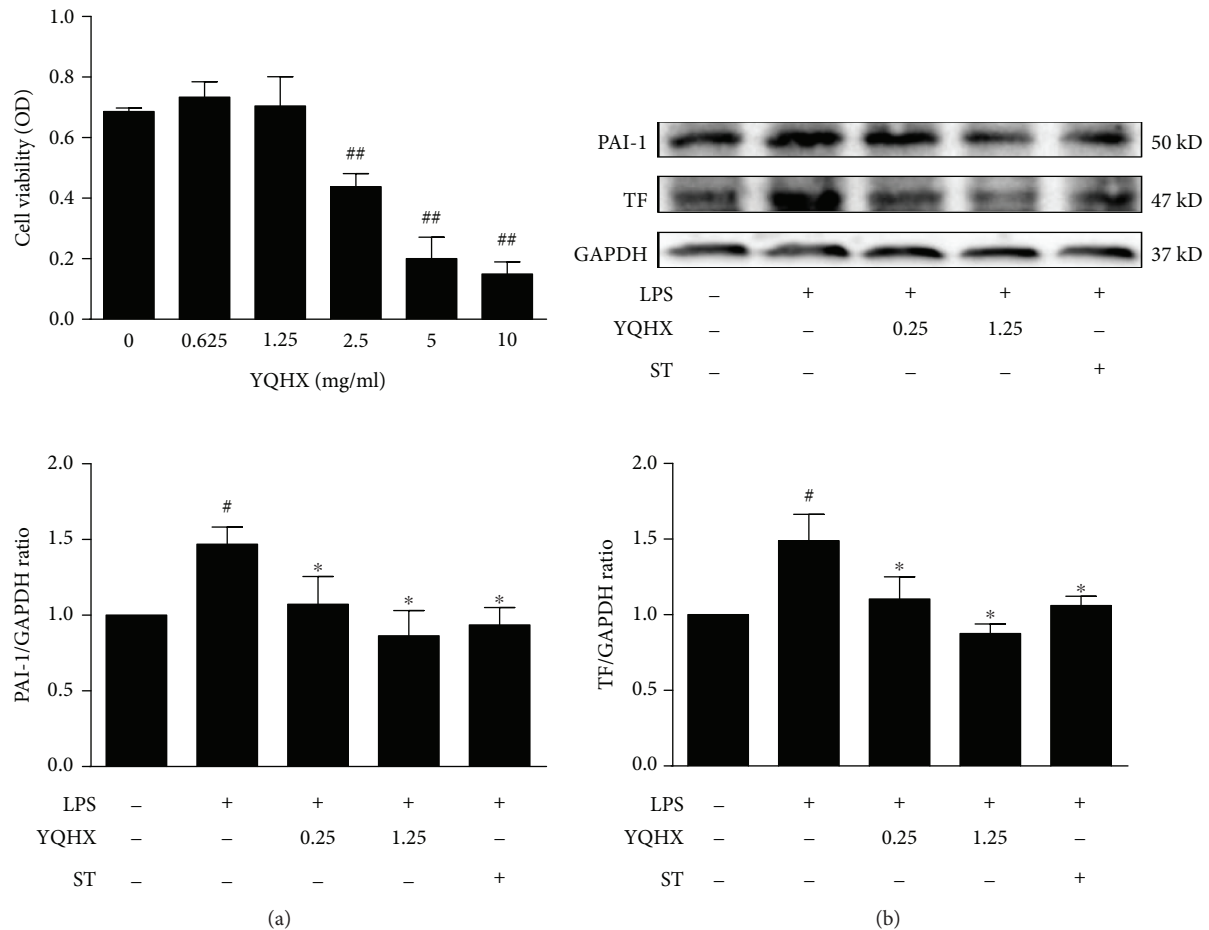 1.0
0.8
0.6
0.4
0.2
0.0
Cell viability (OD)
##
##
##
0 0.625 1.25 2.5 5 10
YQHX (mg/ml)
PAI-1 50 kD
TF 47 kD
GAPDH 37 kD
LPS – + + + +
YQHX – – 0.25 1.25 –
ST – – – – +
2.0
1.5
1.0
0.5
0.0
PAI-1/GAPDH ratio
#
*
*
*
LPS – + + + +
YQHX – – 0.25 1.25 –
ST – – – – +
(a)
2.0
1.5
1.0
0.5
0.0
TF/GAPDH ratio
#
*
*
*
LPS – + + + +
YQHX – – 0.25 1.25 –
ST – – – – +
(b)